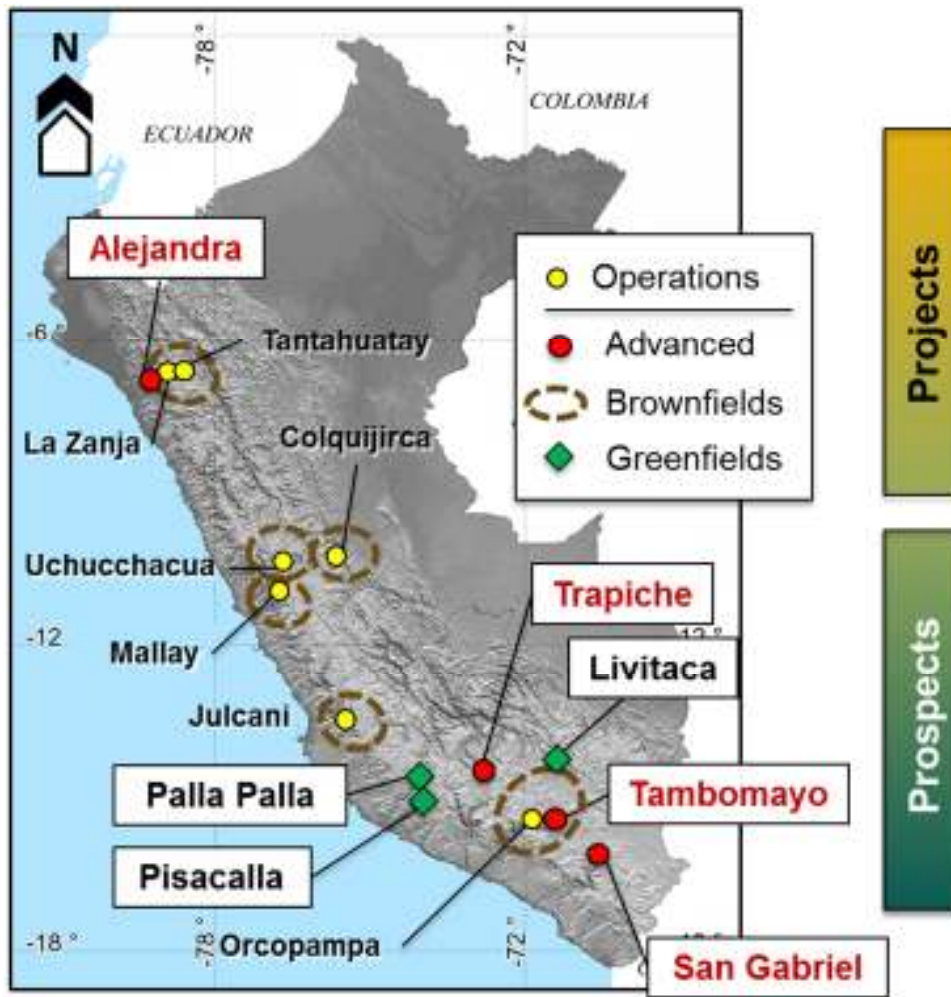 N
-78 °
-72 °
COLOMBIA
ECUADOR
Alejandra
Operations
Advanced
Brownfields
Greenfields
-6 °
Tantahuatay
La Zanja
Colquijirca
Uchucchacua
Trapiche
-12
Mallay
Livitaca
Julcani
Palla Palla
Tambomayo
Pisacalla
Orcopampa
-18 °
-78 °
-72 °
San Gabriel
Projects
Prospects